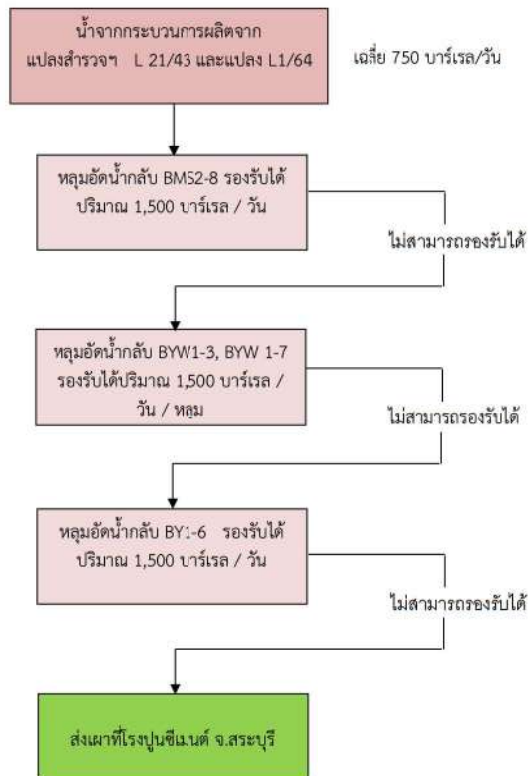 น้ำจากกระบวนการผลิตจาก
แปลงสำรวจฯ L 21/43 และแปลง L1/64
เฉลี่ย 750 บาร์เรล/วัน
หลุมอัดน้ำกลับ BMS2-8 รองรับได้
ปริมาณ 1,500 บาร์เรล / วัน
ไม่สามารถรองรับได้
หลุมอัดน้ำกลับ BYW1-3, BYW 1-7
รองรับได้ปริมาณ 1,500 บาร์เรล /
วัน / หลุม
ไม่สามารถรองรับได้
หลุมอัดน้ำกลับ BY1-6 รองรับได้
ปริมาณ 1,500 บาร์เรล / วัน
ไม่สามารถรองรับได้
ส่งเผาที่โรงปูนซีเมนต์ จ.สระบุรี